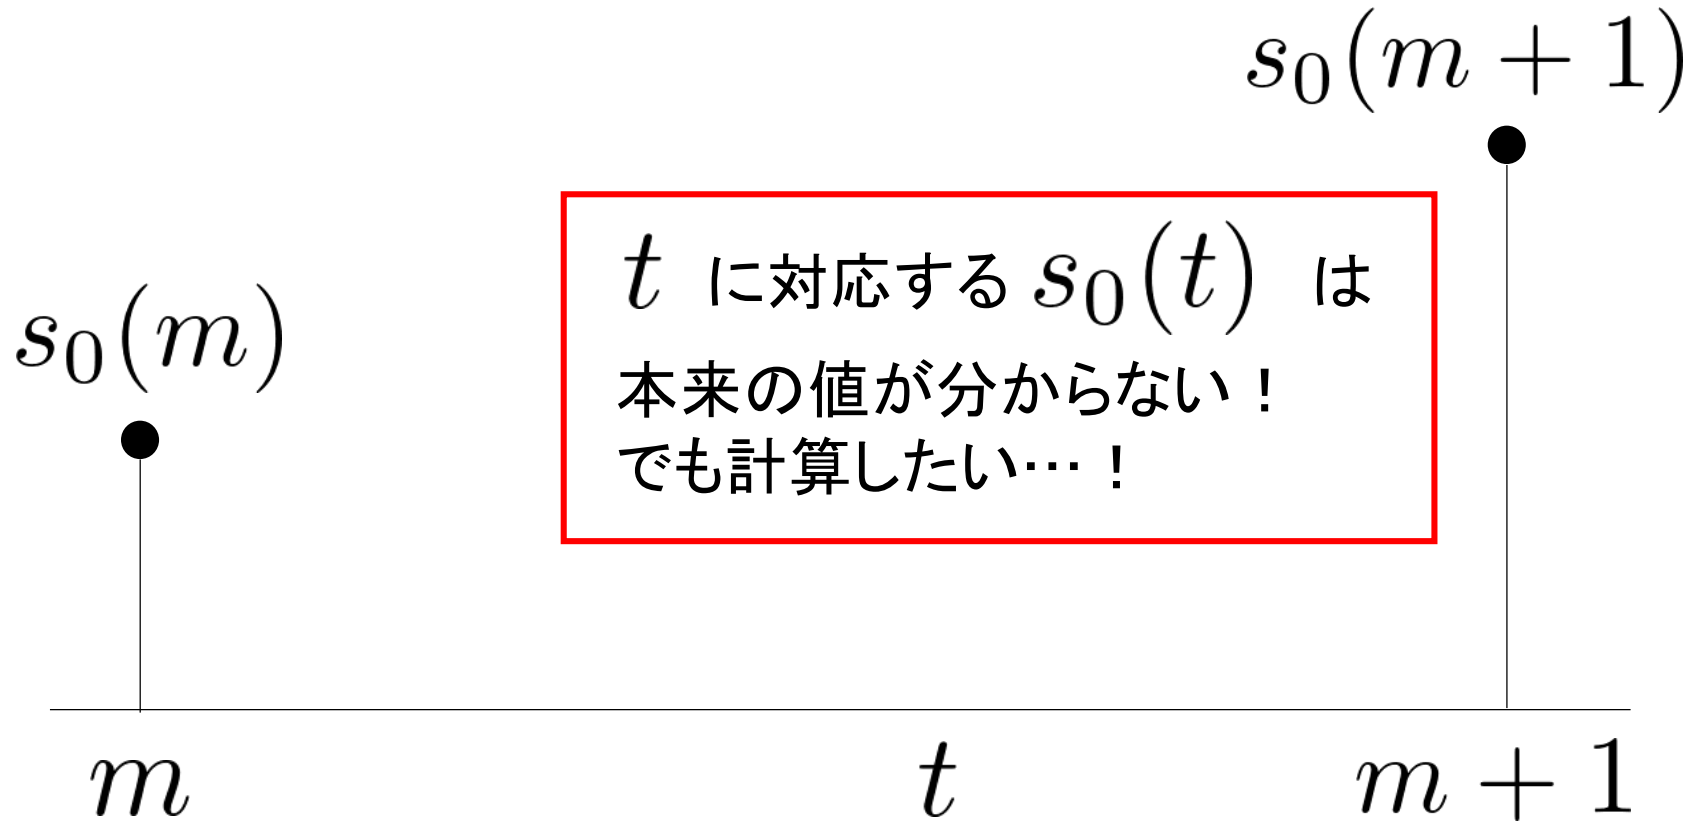 s₀(m + 1)
s₀(m)
t に対応する s₀(t) は
本来の値が分からない！
でも計算したい…！
m
t
m + 1